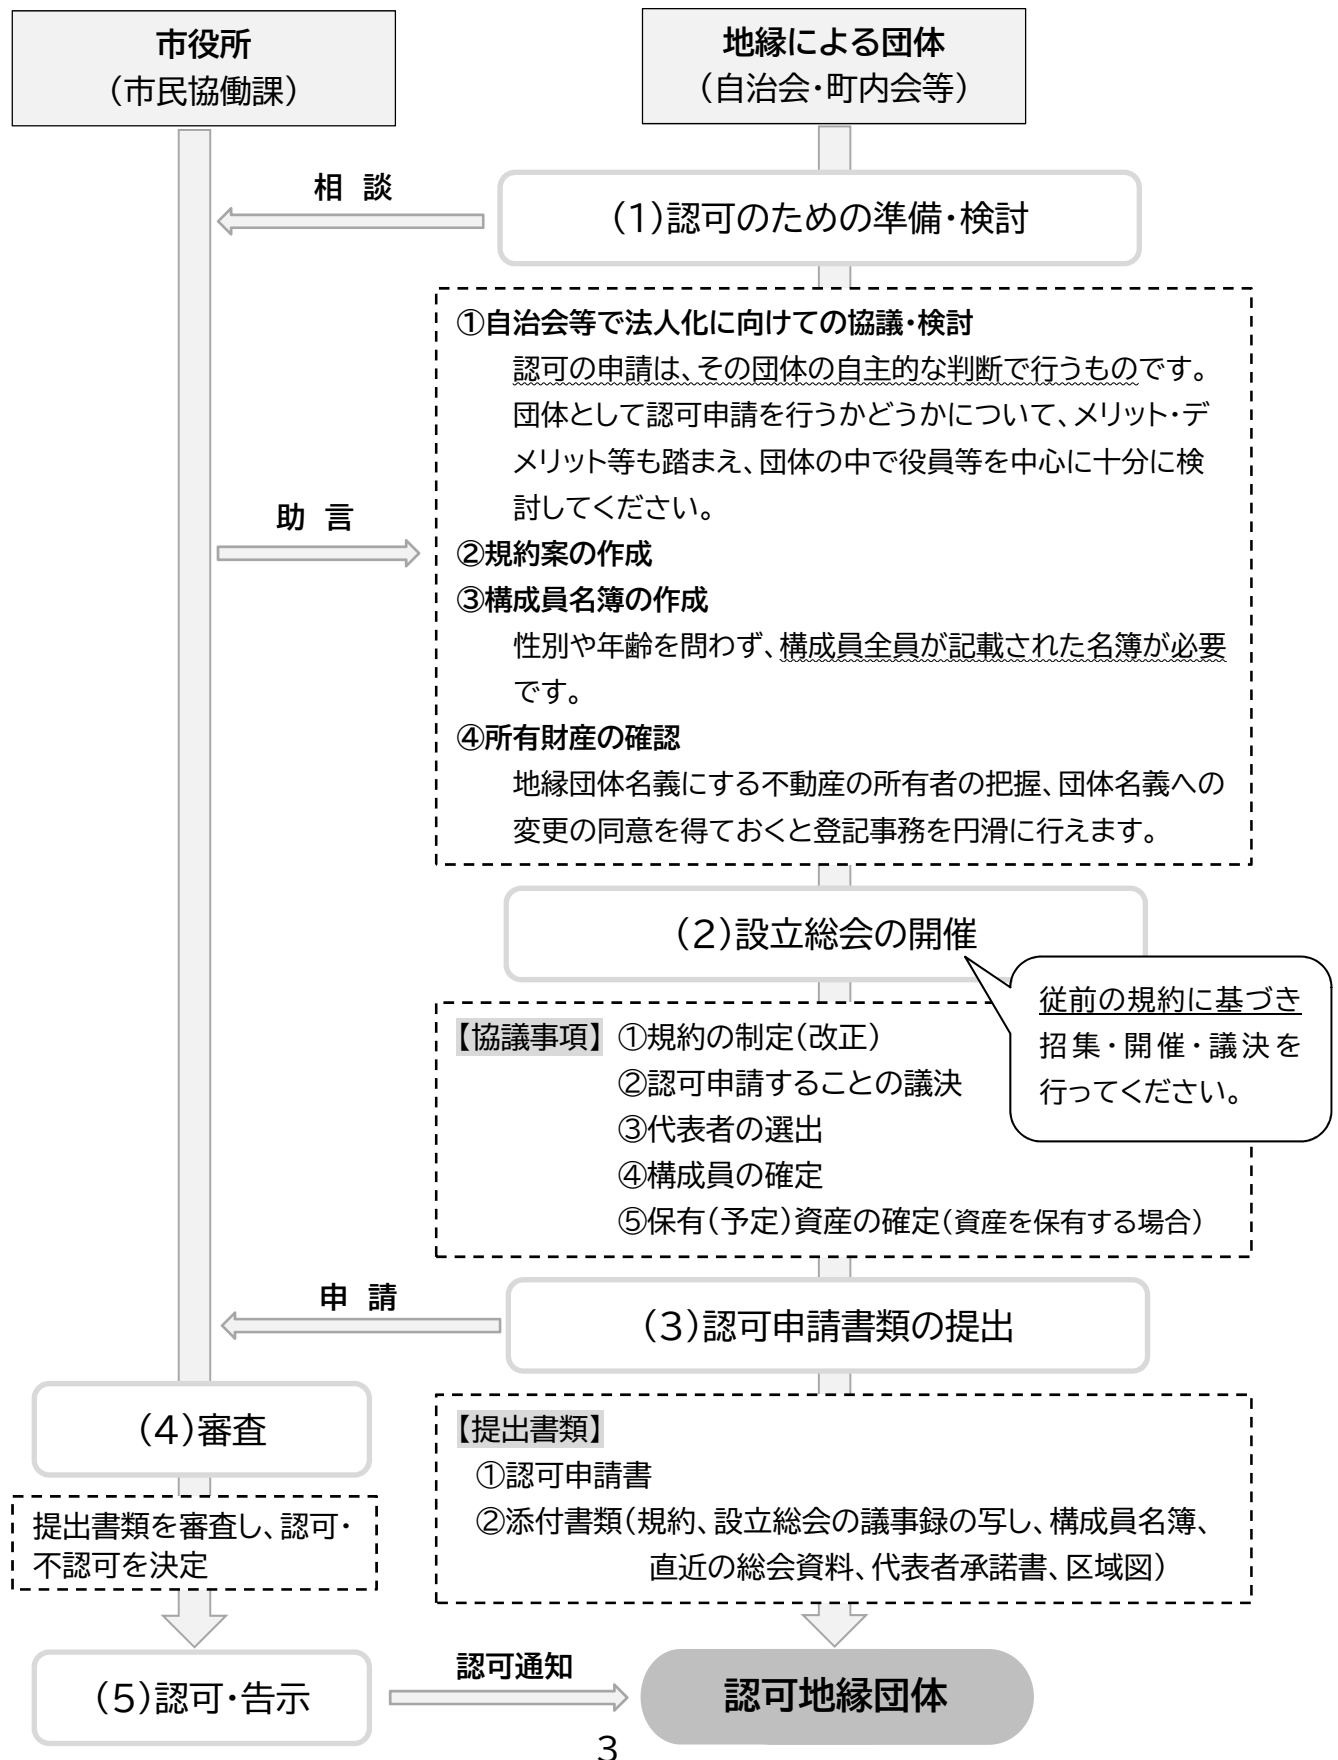 市役所
（市民協働課）
地縁による団体
（自治会・町内会等）
相 談
（1）認可のための準備・検討
①自治会等で法人化に向けての協議・検討
認可の申請は、その団体の自主的な判断で行うものです。
団体として認可申請を行うかどうかについて、メリット・デ
メリット等も踏まえ、団体の中で役員等を中心に十分に検
討してください。
助 言
②規約案の作成
③構成員名簿の作成
性別や年齢を問わず、構成員全員が記載された名簿が必要
です。
④所有財産の確認
地縁団体名義にする不動産の所有者の把握、団体名義への
変更の同意を得ておくと登記事務を円滑に行えます。
（2）設立総会の開催
従前の規約に基づき
招集・開催・議決を
行ってください。
【協議事項】 ①規約の制定（改正）
②認可申請することの議決
③代表者の選出
④構成員の確定
⑤保有（予定）資産の確定（資産を保有する場合）
申 請
（3）認可申請書類の提出
（4）審査
提出書類を審査し、認可・
不認可を決定
【提出書類】
①認可申請書
②添付書類（規約、設立総会の議事録の写し、構成員名簿、
直近の総会資料、代表者承諾書、区域図）
（5）認可・告示
認可通知
認可地縁団体
3